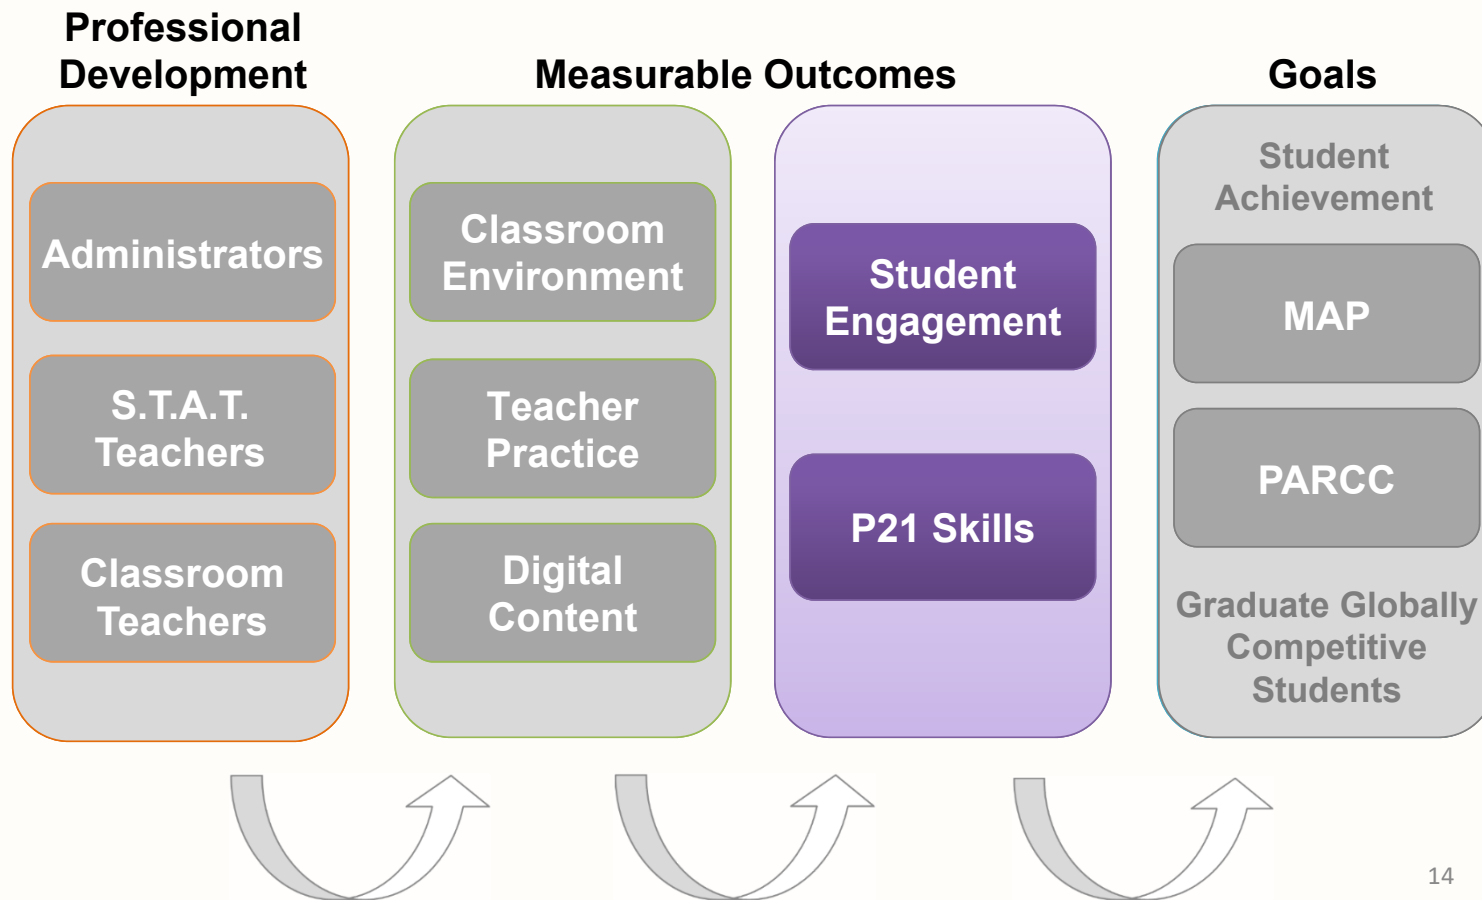 Professional
Development
Measurable Outcomes
Goals
Administrators
S.T.A.T.
Teachers
Classroom
Teachers
Classroom
Environment
Teacher
Practice
Digital
Content
Student
Engagement
P21 Skills
Student
Achievement
MAP
PARCC
Graduate Globally
Competitive
Students
14